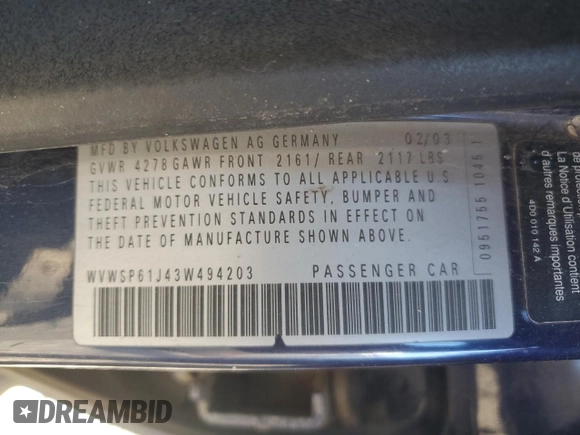 MFD BY VOLKSWAGEN AG GERMANY 02/03
GVWR 4278 GAWR FRONT 2161/ REAR 2117 LBS
THIS VEHICLE CONFORMS TO ALL APPLICABLE U S
FEDERAL MOTOR VEHICLE SAFETY, BUMPER AND
THEFT PREVENTION STANDARDS IN EFFECT ON
THE DATE OF MANUFACTURE SHOWN ABOVE.
WVWSP61J43W494203 PASSENGER CAR
0951755 1045 1
La Notice d'Utilisation contient
d'autres remarques importantes
4D0 010 142 A
DREAMBID